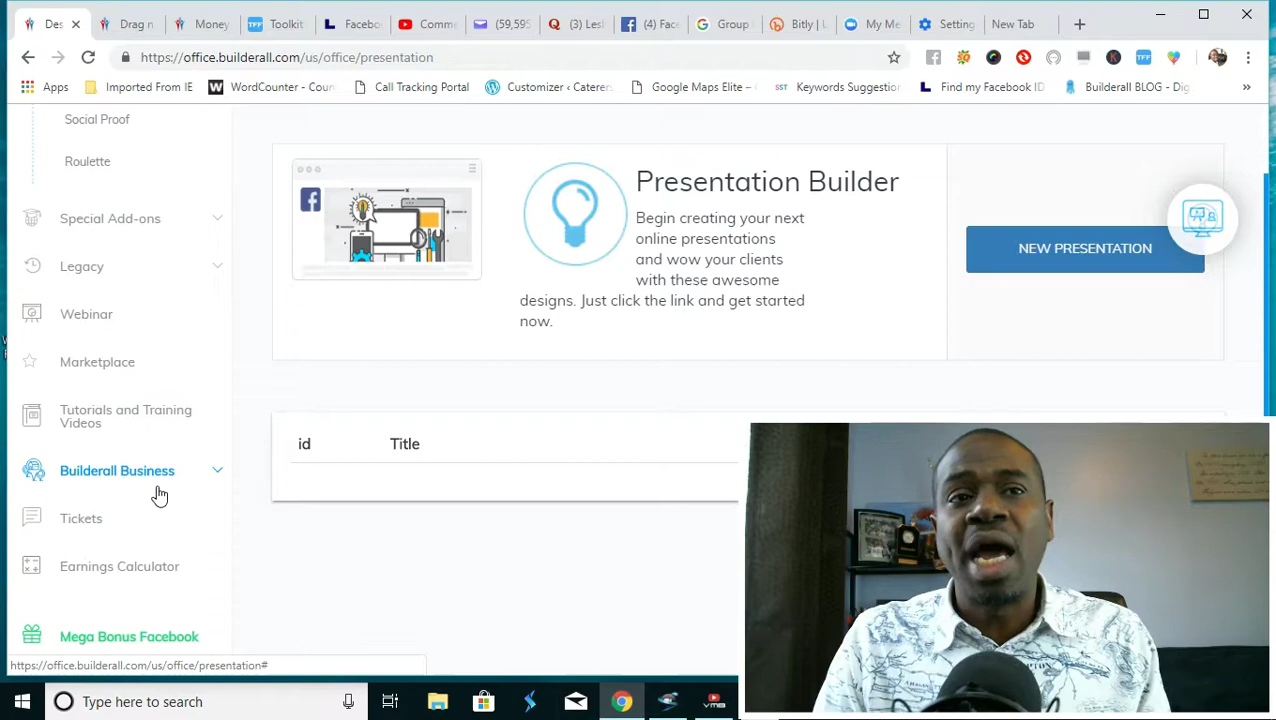 Des
Drag n
Money
Toolkit
Facebo
Comme
(59,595
(3) Lesl
(4) Face
Group
Bitly | U
My Me
Setting
New Tab
https://office.builderall.com/us/office/presentation
Apps
Imported From IE
WordCounter - Coun
Call Tracking Portal
Customizer ‹ Caterers
Google Maps Elite –
SST
Keywords Suggestion
Find my Facebook ID
Builderall BLOG - Dig
»
Social Proof
Roulette
Special Add-ons
Legacy
Webinar
Marketplace
Tutorials and Training
Videos
Builderall Business
Tickets
Earnings Calculator
Mega Bonus Facebook
Presentation Builder
Begin creating your next
online presentations
and wow your clients
with these awesome
designs. Just click the link and get started
now.
NEW PRESENTATION
id
Title
https://office.builderall.com/us/office/presentation#
Type here to search